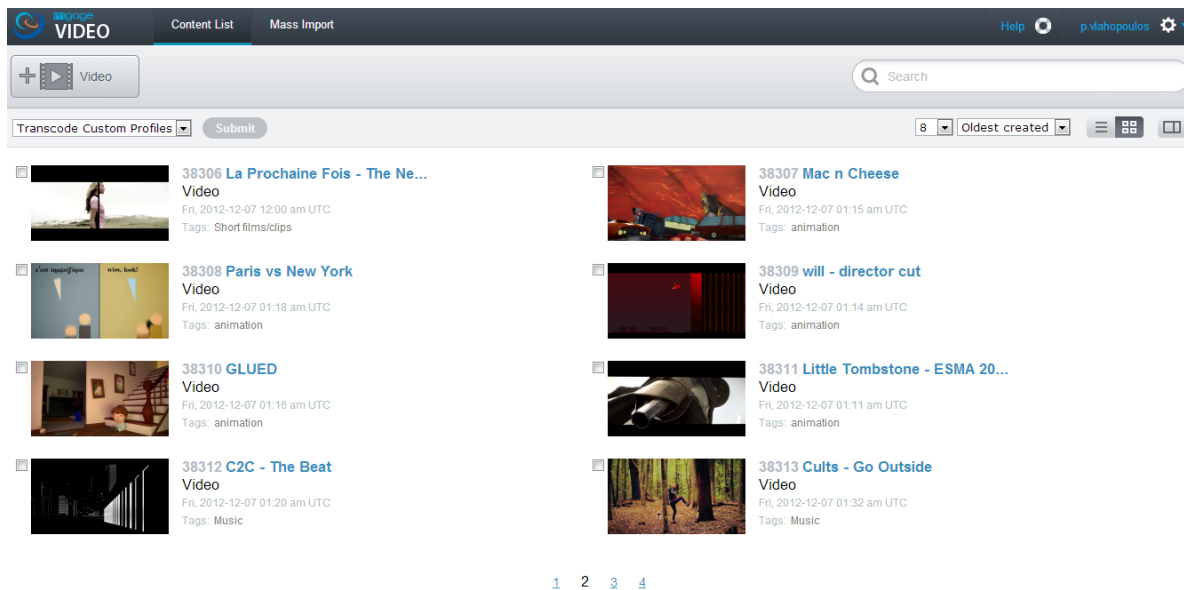 mgage
VIDEO
Content List
Mass Import
Help
p.vlahopoulos
Video
Search
Transcode Custom Profiles
Submit
8
Oldest created
38306 La Prochaine Fois - The Ne...
Video
Fri, 2012-12-07 12:00 am UTC
Tags: Short films/clips
38307 Mac n Cheese
Video
Fri, 2012-12-07 01:15 am UTC
Tags: animation
c'est magnifique
wow, look!
38308 Paris vs New York
Video
Fri, 2012-12-07 01:18 am UTC
Tags: animation
38309 will - director cut
Video
Fri, 2012-12-07 01:14 am UTC
Tags: animation
38310 GLUED
Video
Fri, 2012-12-07 01:16 am UTC
Tags: animation
38311 Little Tombstone - ESMA 20...
Video
Fri, 2012-12-07 01:11 am UTC
Tags: animation
38312 C2C - The Beat
Video
Fri, 2012-12-07 01:20 am UTC
Tags: Music
38313 Cults - Go Outside
Video
Fri, 2012-12-07 01:32 am UTC
Tags: Music
1 2 3 4